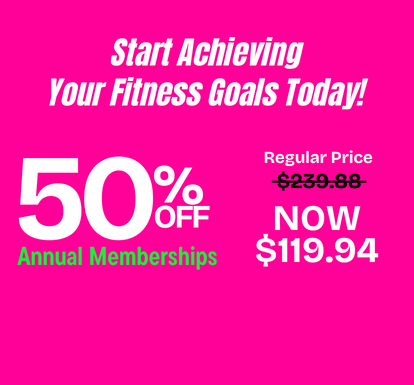 Start Achieving
Your Fitness Goals Today!
50% OFF
Annual Memberships
Regular Price
$239.88
NOW
$119.94